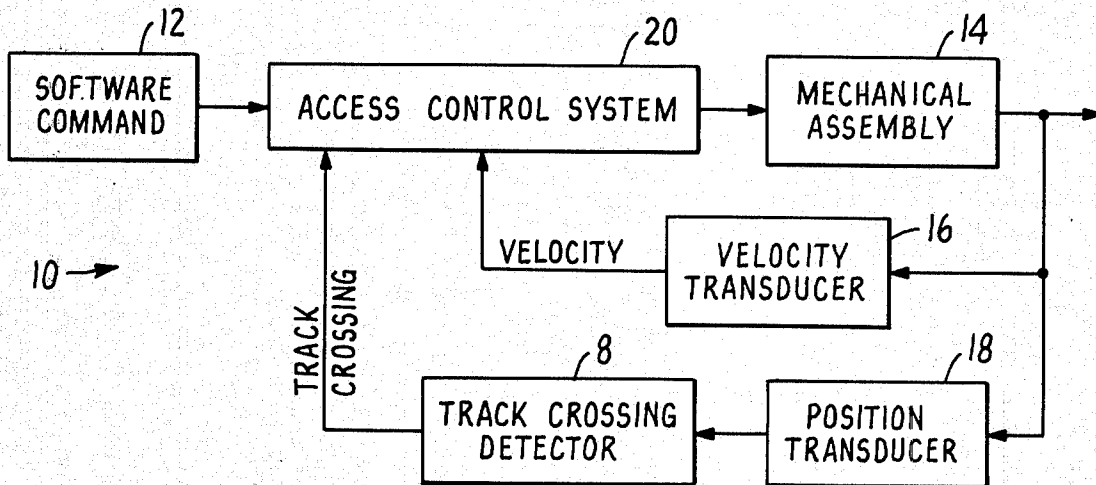 12
20
14
SOFTWARE
COMMAND
ACCESS CONTROL SYSTEM
MECHANICAL
ASSEMBLY
16
VELOCITY
VELOCITY
TRANSDUCER
10
TRACK
CROSSING
8
18
TRACK CROSSING
DETECTOR
POSITION
TRANSDUCER